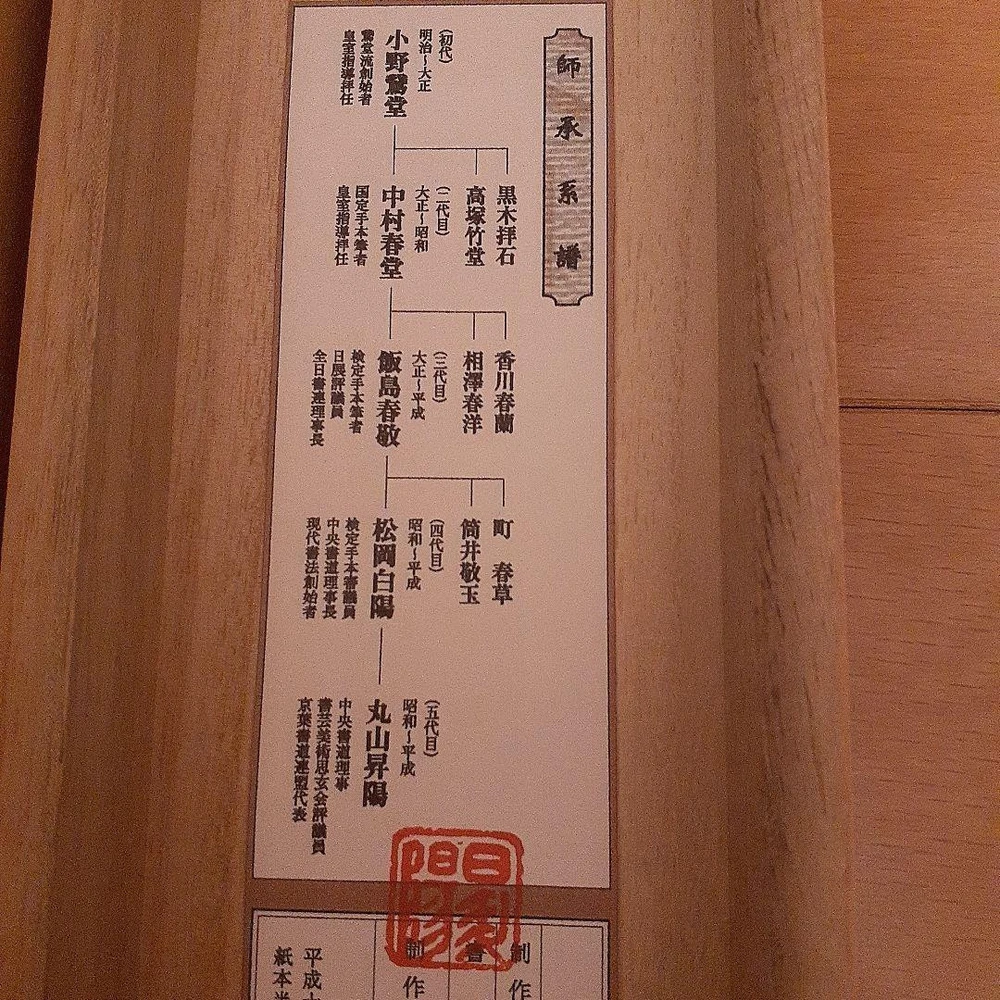 師承系譜
(初代)
明治~大正
小野鵞堂
鵞堂流創始者
皇室指導拝任
黒木拝石
高塚竹堂
(二代目)
大正~昭和
中村春堂
国定手本筆者
皇室指導拝任
香川春蘭
相澤春洋
(三代目)
大正~平成
飯島春敬
検定手本筆者
日展評議員
全日書連理事長
町 春草
筒井敬玉
(四代目)
昭和~平成
松岡白陽
検定手本審議員
中央書道理事長
現代書法創始者
(五代目)
昭和~平成
丸山昇陽
中央書道理事
書芸美術思玄会評議員
京葉書道連盟代表
制作
書
制作
平成
紙本